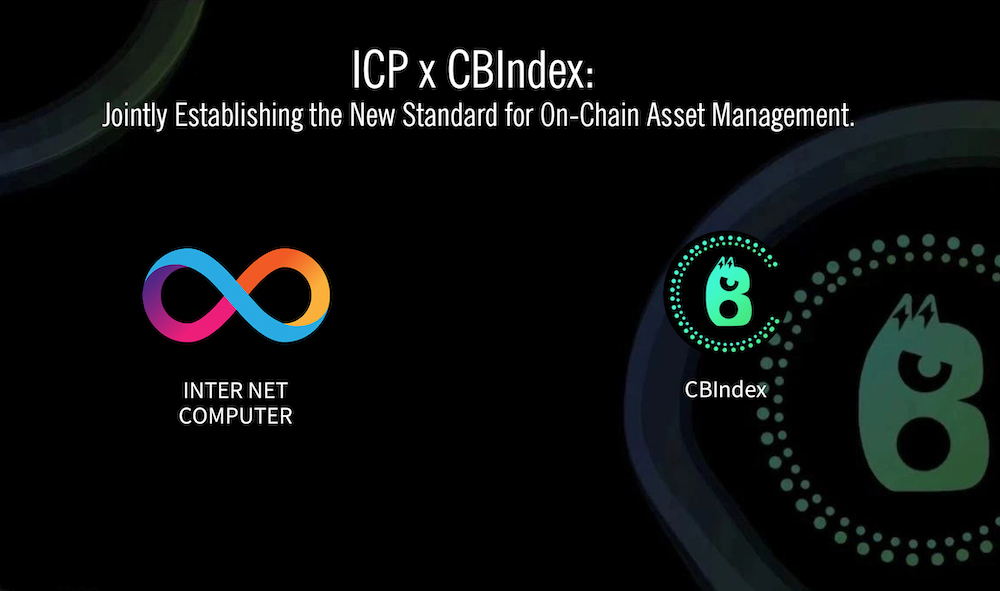 ICP x CBIndex:
Jointly Establishing the New Standard for On-Chain Asset Management.
INTER NET
COMPUTER
CBIndex